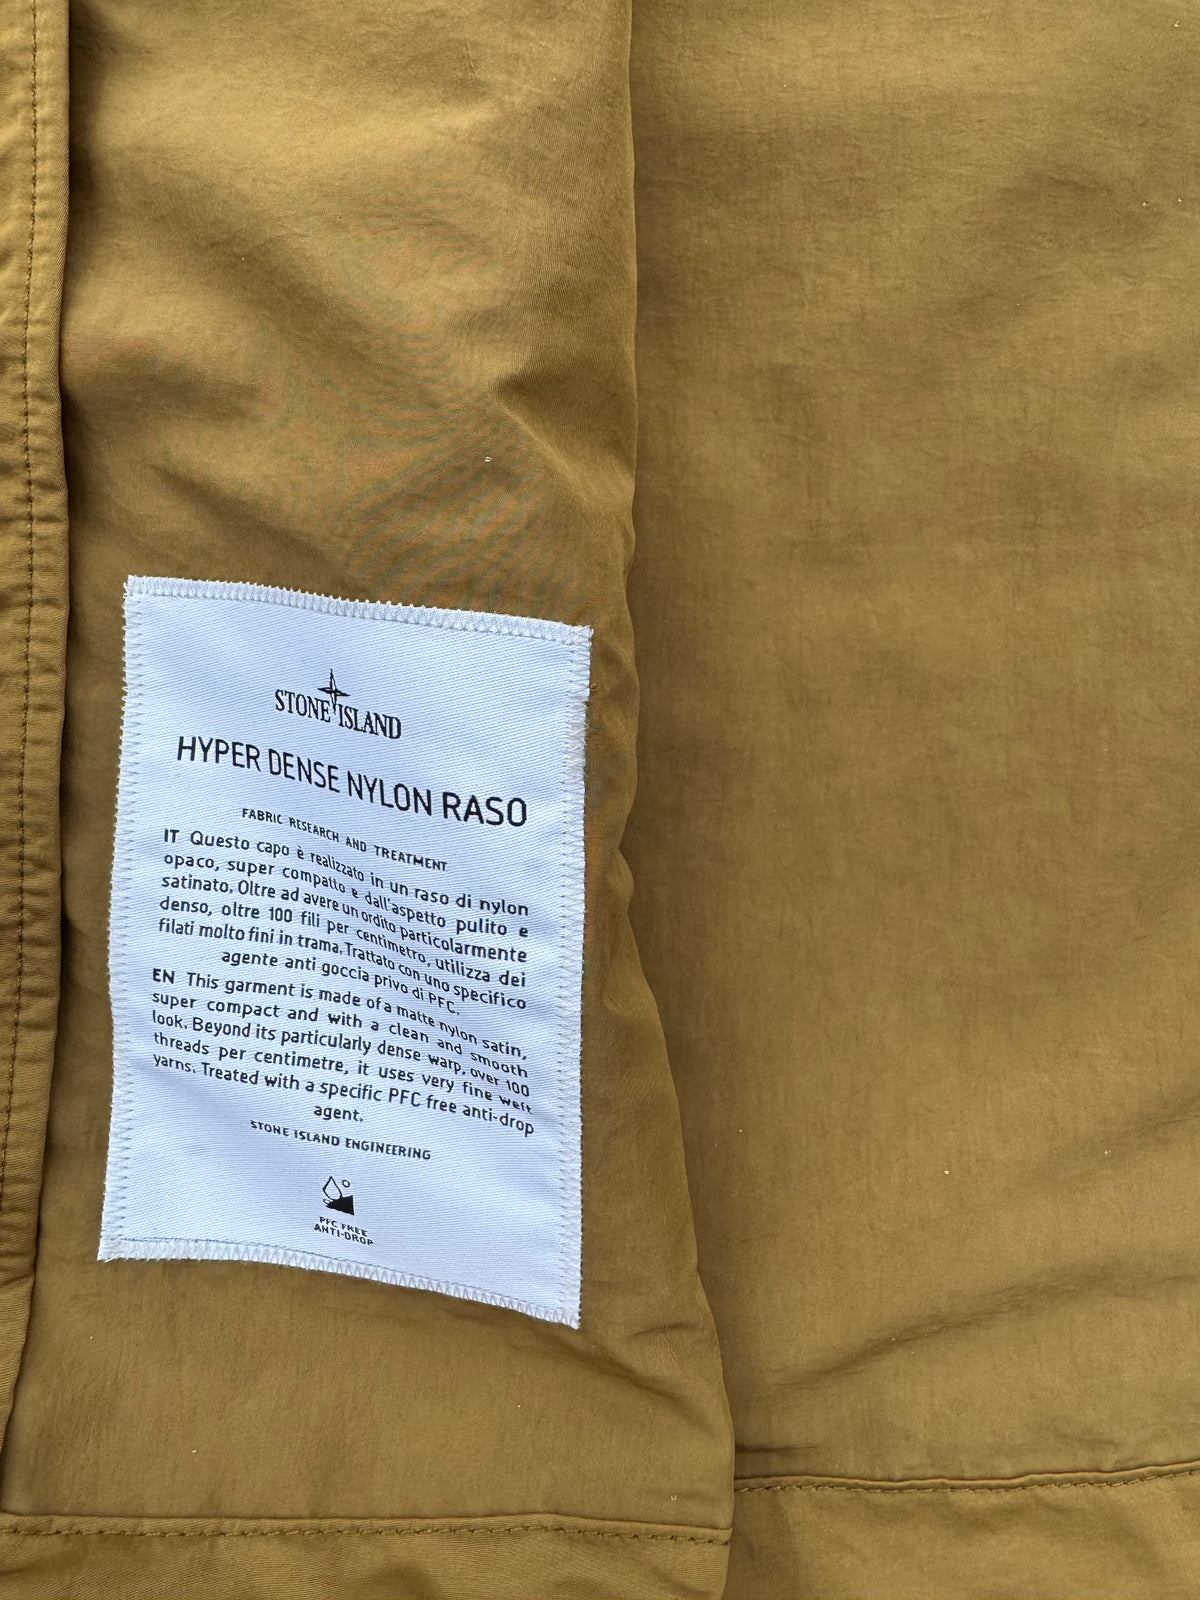 STONE ISLAND
HYPER DENSE NYLON RASO
FABRIC RESEARCH AND TREATMENT
IT Questo capo è realizzato in un raso di nylon
opaco, super compatto e dall'aspetto pulito e
satinato. Oltre ad avere un ordito particolarmente
denso, oltre 100 fili per centimetro, utilizza dei
filati molto fini in trama. Trattato con uno specifico
agente anti goccia privo di PFC.
EN This garment is made of a matte nylon satin,
super compact and with a clean and smooth
look. Beyond its particularly dense warp, over 100
threads per centimetre, it uses very fine weft
yarns. Treated with a specific PFC free anti-drop
agent.
STONE ISLAND ENGINEERING
PFC FREE
ANTI-DROP